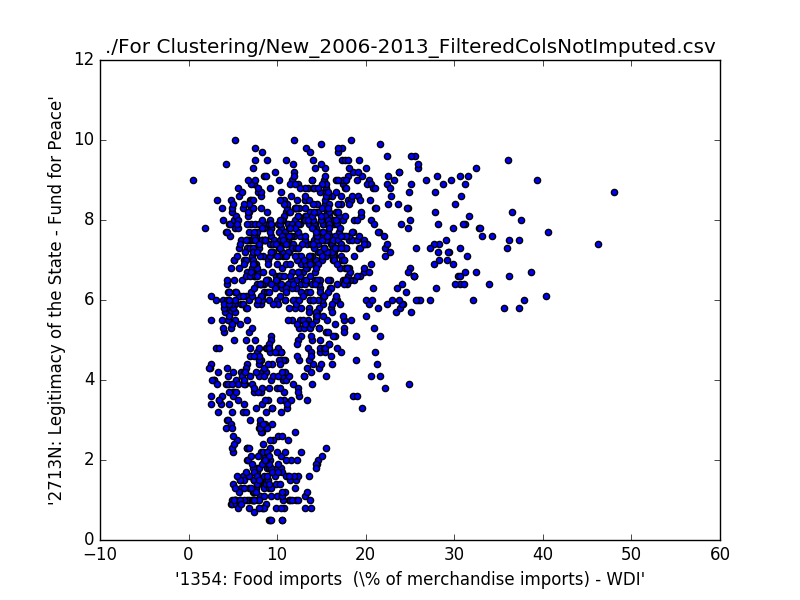 ./For Clustering/New_2006-2013_FilteredColsNotImputed.csv
12
10
8
6
4
2
0
'2713N: Legitimacy of the State - Fund for Peace'
−10 0 10 20 30 40 50 60
'1354: Food imports (\% of merchandise imports) - WDI'